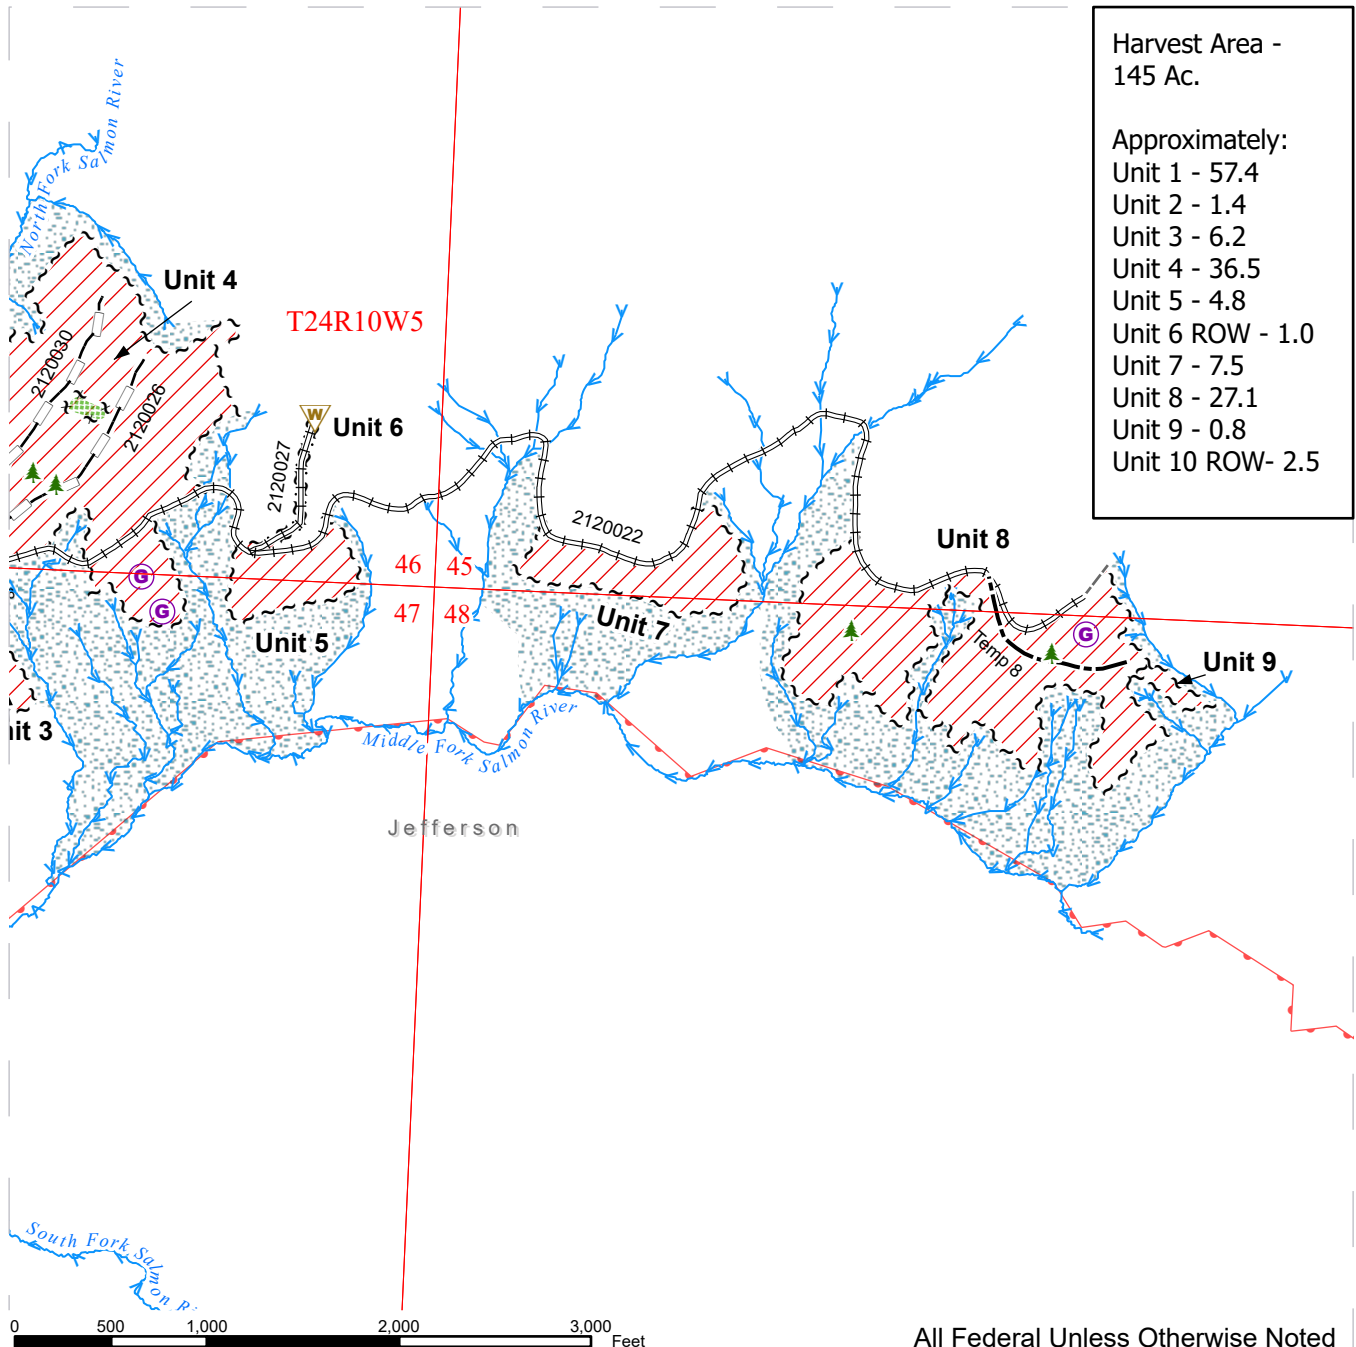 Harvest Area -
145 Ac.
Approximately:
Unit 1 - 57.4
Unit 2 - 1.4
Unit 3 - 6.2
Unit 4 - 36.5
Unit 5 - 4.8
Unit 6 ROW - 1.0
Unit 7 - 7.5
Unit 8 - 27.1
Unit 9 - 0.8
Unit 10 ROW- 2.5
North Fork Salmon River
Unit 4
T24R10W5
2120030
2120026
W
Unit 6
2120027
2120022
Unit 8
46 45
47 48
G
G
G
Unit 7
Unit 5
Temp 8
Unit 9
nit 3
Middle Fork Salmon River
Jefferson
South Fork Salmon Ri
0 500 1,000 2,000 3,000
Feet
All Federal Unless Otherwise Noted